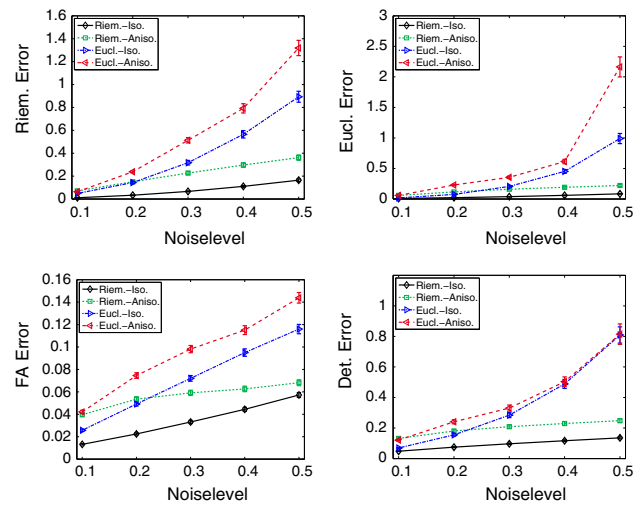 Riem. Error
1.6
1.4
1.2
1
0.8
0.6
0.4
0.2
0
Riem.-Iso.
Riem.-Aniso.
Eucl.-Iso.
Eucl.-Aniso.
0.1 0.2 0.3 0.4 0.5
Noiselevel
Eucl. Error
3
2.5
2
1.5
1
0.5
0
Riem.-Iso.
Riem.-Aniso.
Eucl.-Iso.
Eucl.-Aniso.
0.1 0.2 0.3 0.4 0.5
Noiselevel
FA Error
0.16
0.14
0.12
0.1
0.08
0.06
0.04
0.02
0
Riem.-Iso.
Riem.-Aniso.
Eucl.-Iso.
Eucl.-Aniso.
0.1 0.2 0.3 0.4 0.5
Noiselevel
Det. Error
1
0.8
0.6
0.4
0.2
0
Riem.-Iso.
Riem.-Aniso.
Eucl.-Iso.
Eucl.-Aniso.
0.1 0.2 0.3 0.4 0.5
Noiselevel